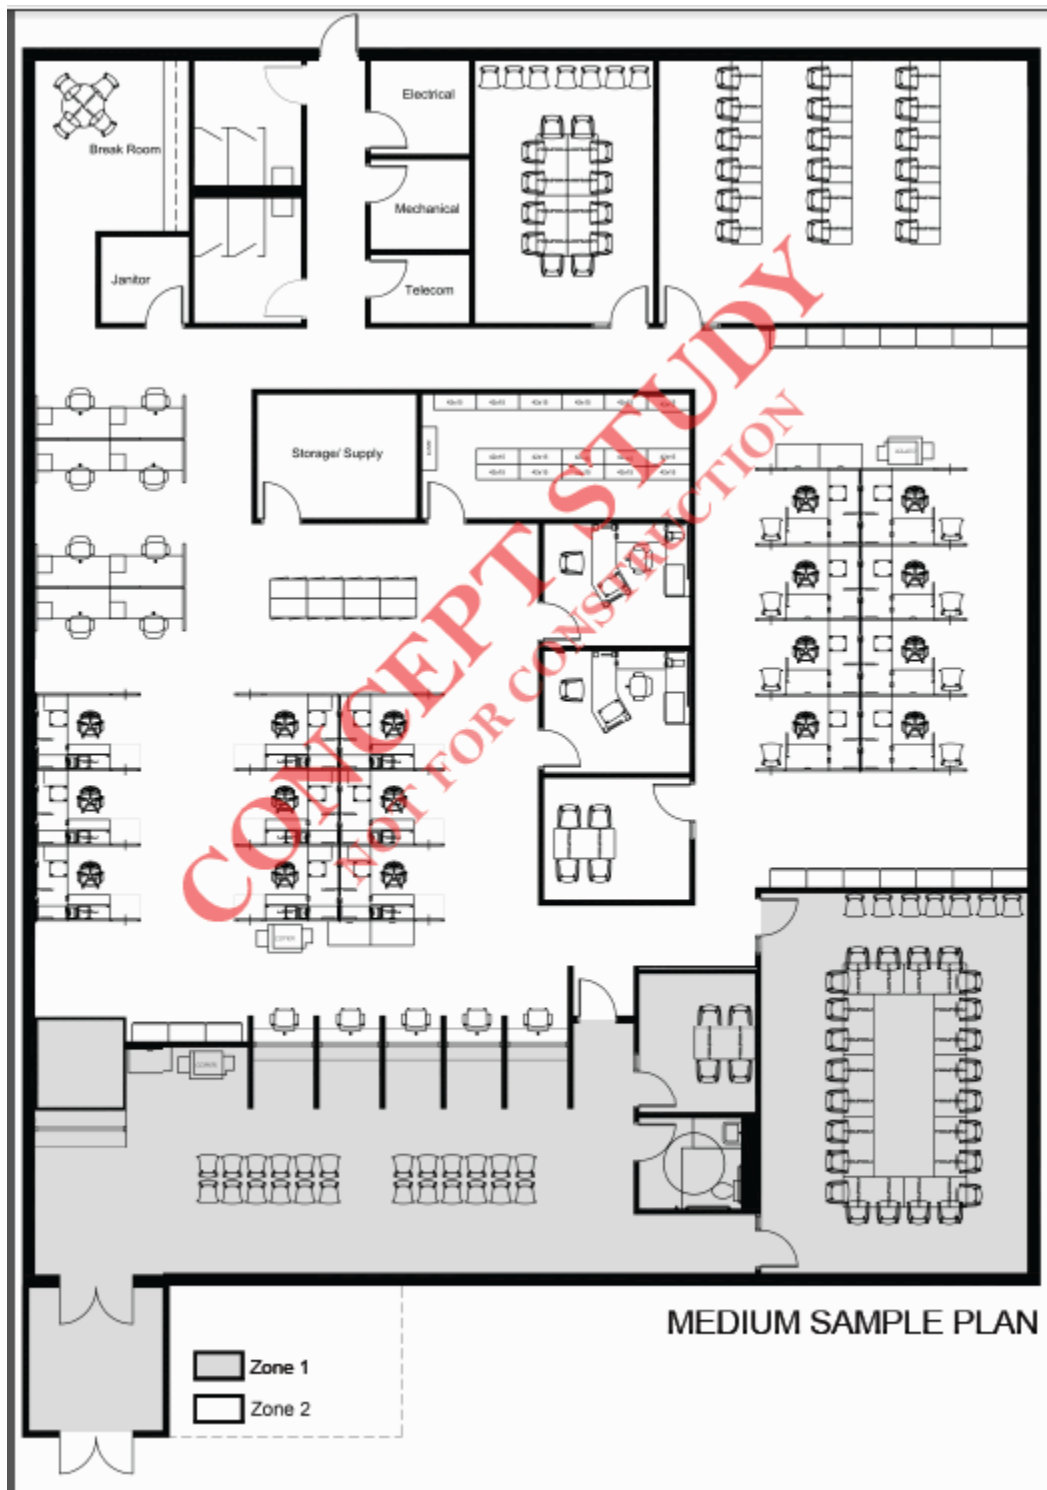 Electrical
Break Room
Mechanical
Janitor
Telecom
Storage/ Supply
CONCEPT STUDY
NOT FOR CONSTRUCTION
MEDIUM SAMPLE PLAN
Zone 1
Zone 2